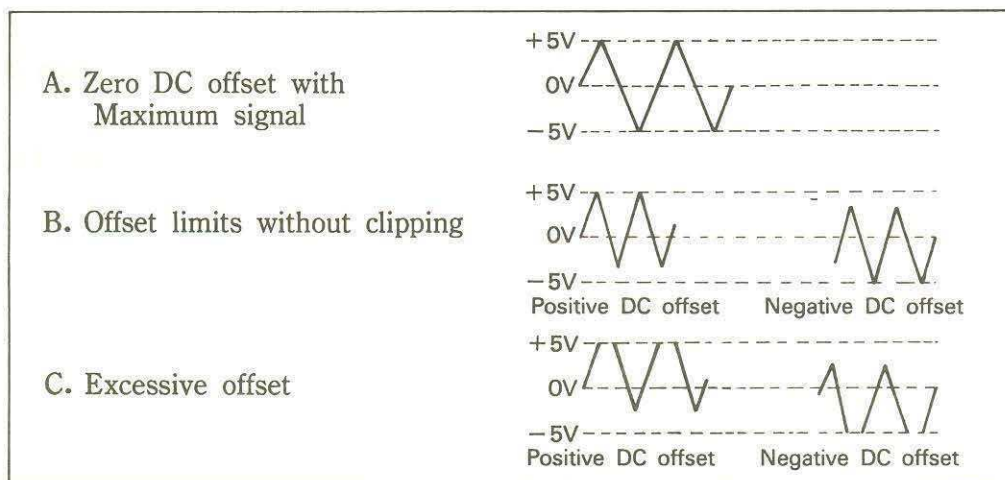 A. Zero DC offset with
Maximum signal
+5V
0V
−5V
B. Offset limits without clipping
+5V
0V
−5V
Positive DC offset Negative DC offset
C. Excessive offset
+5V
0V
−5V
Positive DC offset Negative DC offset